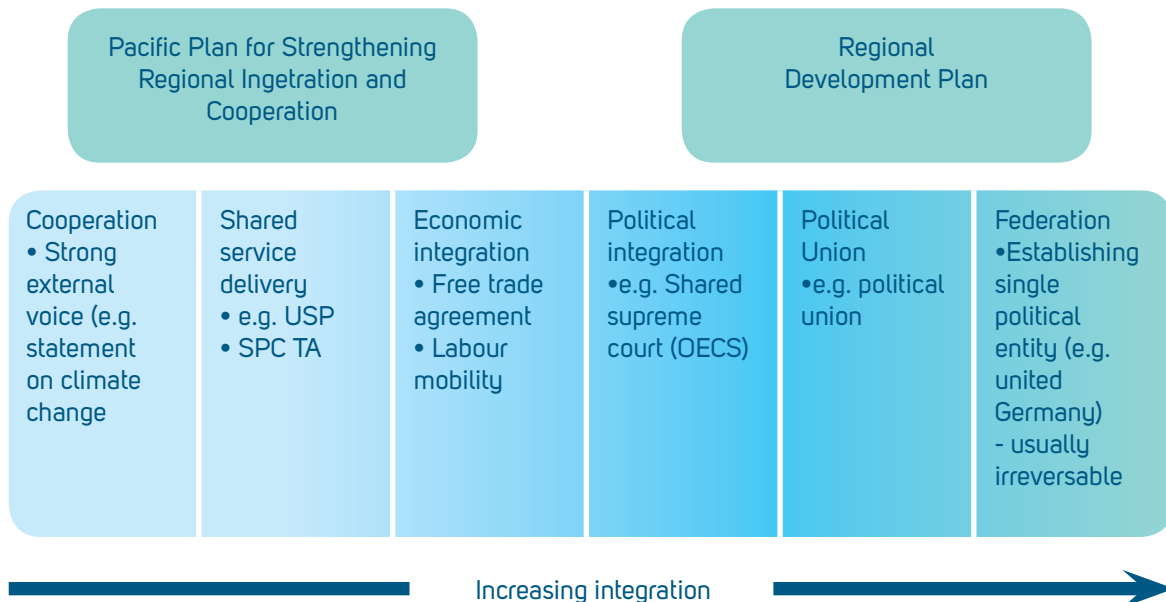 Pacific Plan for Strengthening
Regional Ingetration and
Cooperation
Regional
Development Plan
Cooperation
• Strong
external
voice (e.g.
statement
on climate
change
Shared
service
delivery
• e.g. USP
• SPC TA
Economic
integration
• Free trade
agreement
• Labour
mobility
Political
integration
•e.g. Shared
supreme
court (OECS)
Political
Union
•e.g. political
union
Federation
•Establishing
single
political
entity (e.g.
united
Germany)
- usually
irreversable
Increasing integration